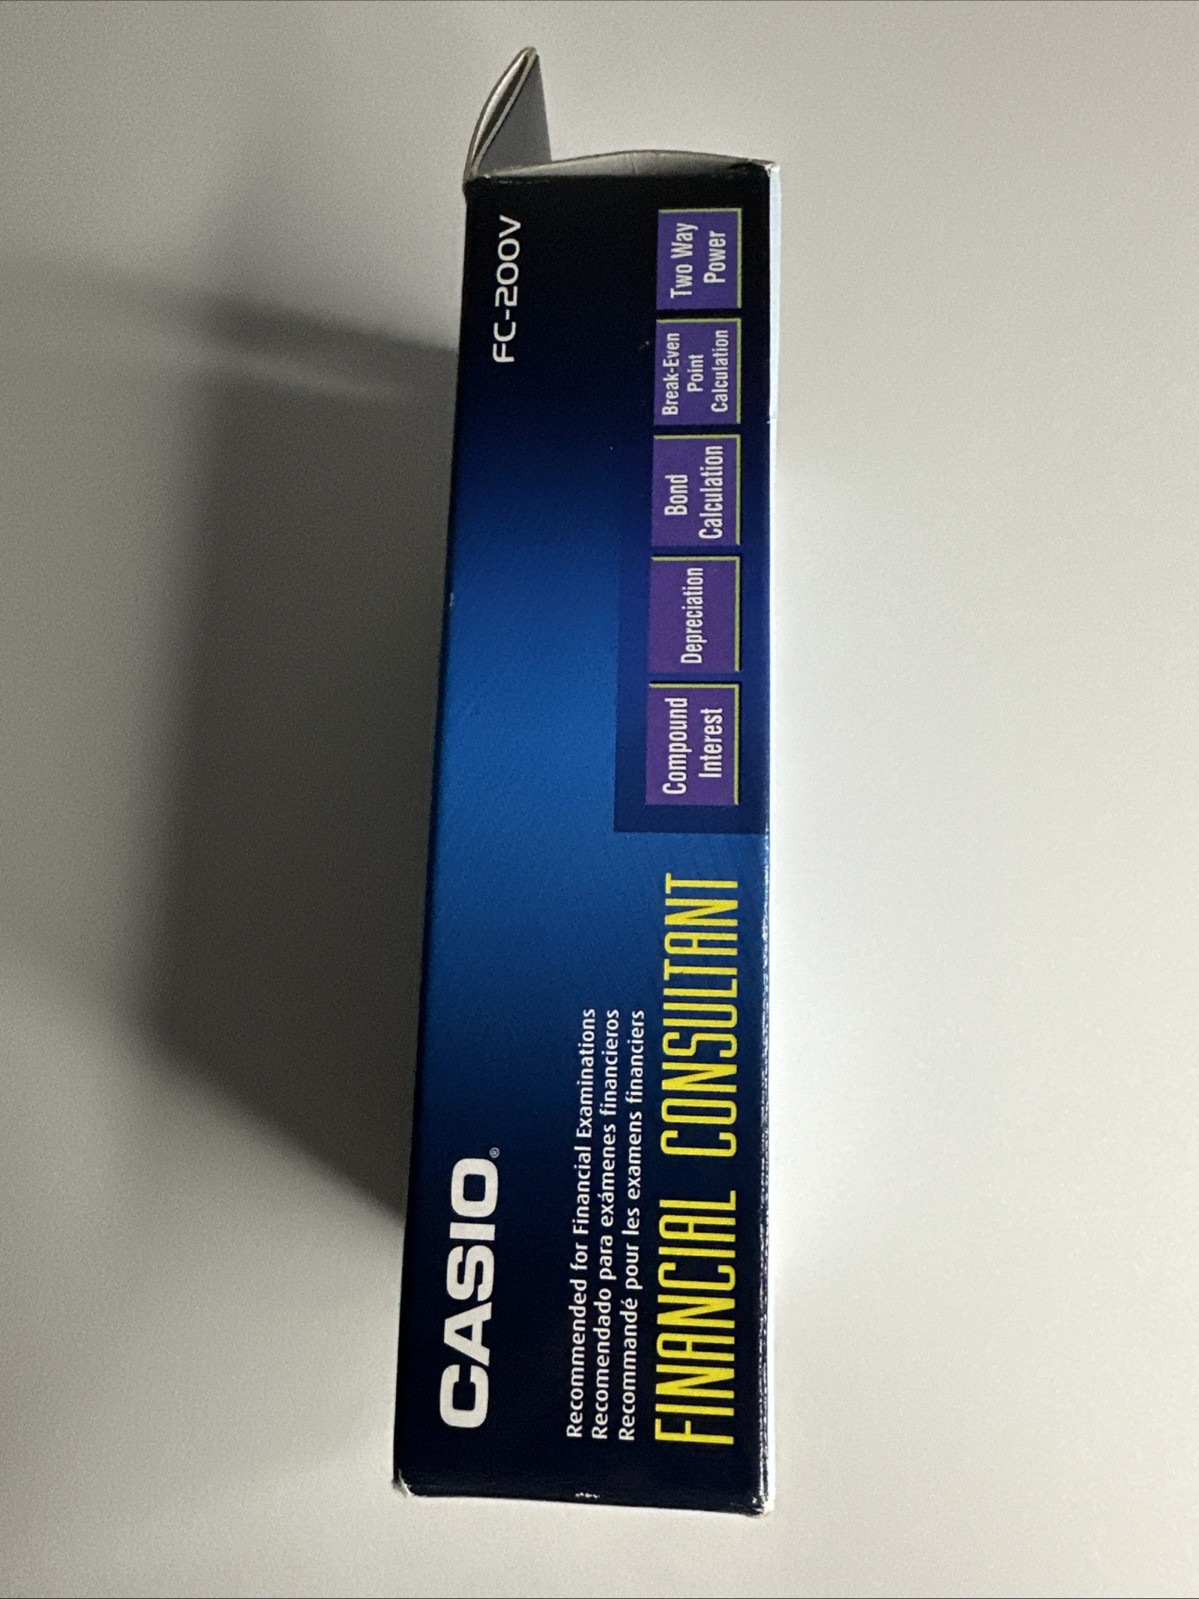 CASIO®
FC-200V
Recommended for Financial Examinations
Recomendado para exámenes financieros
Recommandé pour les examens financiers
FINANCIAL CONSULTANT
Compound
Interest
Depreciation
Bond
Calculation
Break-Even
Point
Calculation
Two Way
Power